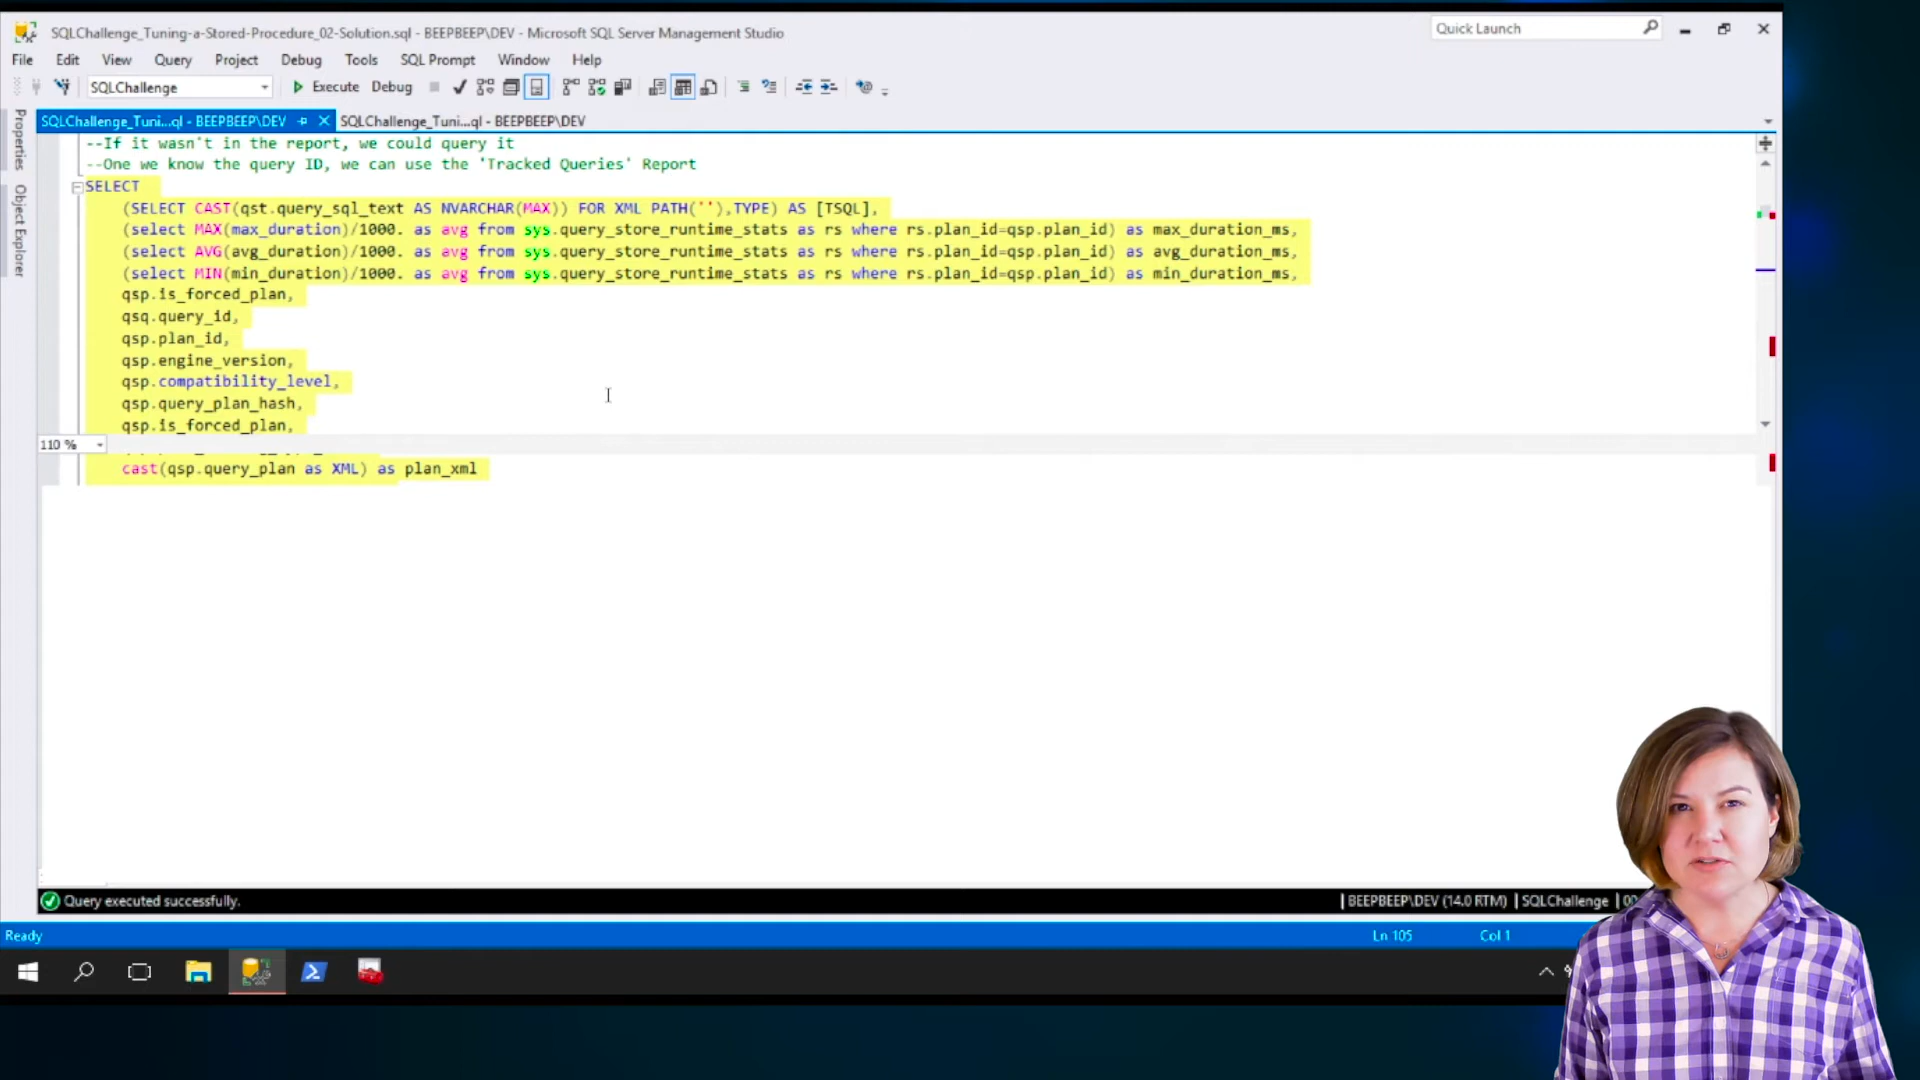 SQLChallenge_Tuning-a-Stored-Procedure_02-Solution.sql - BEEPBEEP\DEV - Microsoft SQL Server Management Studio
Quick Launch
File Edit View Query Project Debug Tools SQL Prompt Window Help
SQLChallenge Execute Debug
SQLChallenge_Tuni...ql - BEEPBEEP\DEV SQLChallenge_Tuni...ql - BEEPBEEP\DEV
Properties
Object Explorer
--If it wasn't in the report, we could query it
--One we know the query ID, we can use the 'Tracked Queries' Report
SELECT
(SELECT CAST(qst.query_sql_text AS NVARCHAR(MAX)) FOR XML PATH(''),TYPE) AS [TSQL],
(select MAX(max_duration)/1000. as avg from sys.query_store_runtime_stats as rs where rs.plan_id=qsp.plan_id) as max_duration_ms,
(select AVG(avg_duration)/1000. as avg from sys.query_store_runtime_stats as rs where rs.plan_id=qsp.plan_id) as avg_duration_ms,
(select MIN(min_duration)/1000. as avg from sys.query_store_runtime_stats as rs where rs.plan_id=qsp.plan_id) as min_duration_ms,
qsp.is_forced_plan,
qsq.query_id,
qsp.plan_id,
qsp.engine_version,
qsp.compatibility_level,
qsp.query_plan_hash,
qsp.is_forced_plan,
110 %
cast(qsp.query_plan as XML) as plan_xml
Query executed successfully.
BEEPBEEP\DEV (14.0 RTM) SQLChallenge
Ready Ln 105 Col 1